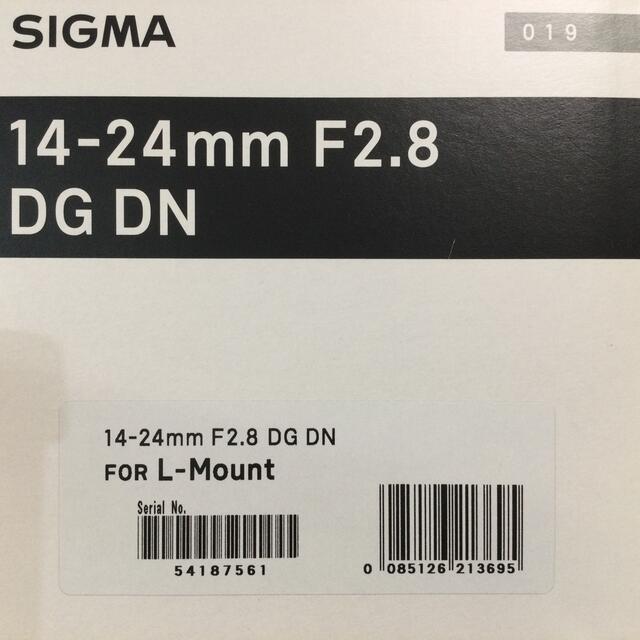 SIGMA
019
14-24mm F2.8
DG DN
14-24mm F2.8 DG DN
FOR L-Mount
Serial No.
54187561
0 085126 213695